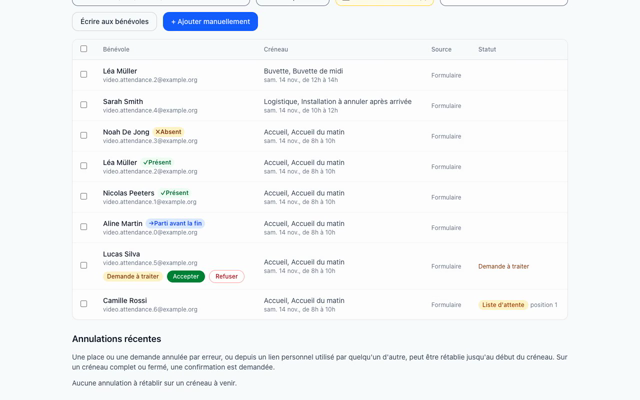 Écrire aux bénévoles
+ Ajouter manuellement
Bénévole Créneau Source Statut
Léa Müller
video.attendance.2@example.org
Buvette, Buvette de midi
sam. 14 nov., de 12h à 14h
Formulaire
Sarah Smith
video.attendance.4@example.org
Logistique, Installation à annuler après arrivée
sam. 14 nov., de 10h à 12h
Formulaire
Noah De Jong ✕Absent
video.attendance.3@example.org
Accueil, Accueil du matin
sam. 14 nov., de 8h à 10h
Formulaire
Léa Müller ✓Présent
video.attendance.2@example.org
Accueil, Accueil du matin
sam. 14 nov., de 8h à 10h
Formulaire
Nicolas Peeters ✓Présent
video.attendance.1@example.org
Accueil, Accueil du matin
sam. 14 nov., de 8h à 10h
Formulaire
Aline Martin →Parti avant la fin
video.attendance.0@example.org
Accueil, Accueil du matin
sam. 14 nov., de 8h à 10h
Formulaire
Lucas Silva
video.attendance.5@example.org
Demande à traiter Accepter Refuser
Accueil, Accueil du matin
sam. 14 nov., de 8h à 10h
Formulaire
Demande à traiter
Camille Rossi
video.attendance.6@example.org
Accueil, Accueil du matin
sam. 14 nov., de 8h à 10h
Formulaire
Liste d'attente position 1
Annulations récentes
Une place ou une demande annulée par erreur, ou depuis un lien personnel utilisé par quelqu'un d'autre, peut être rétablie jusqu'au début du créneau. Sur
un créneau complet ou fermé, une confirmation est demandée.
Aucune annulation à rétablir sur un créneau à venir.